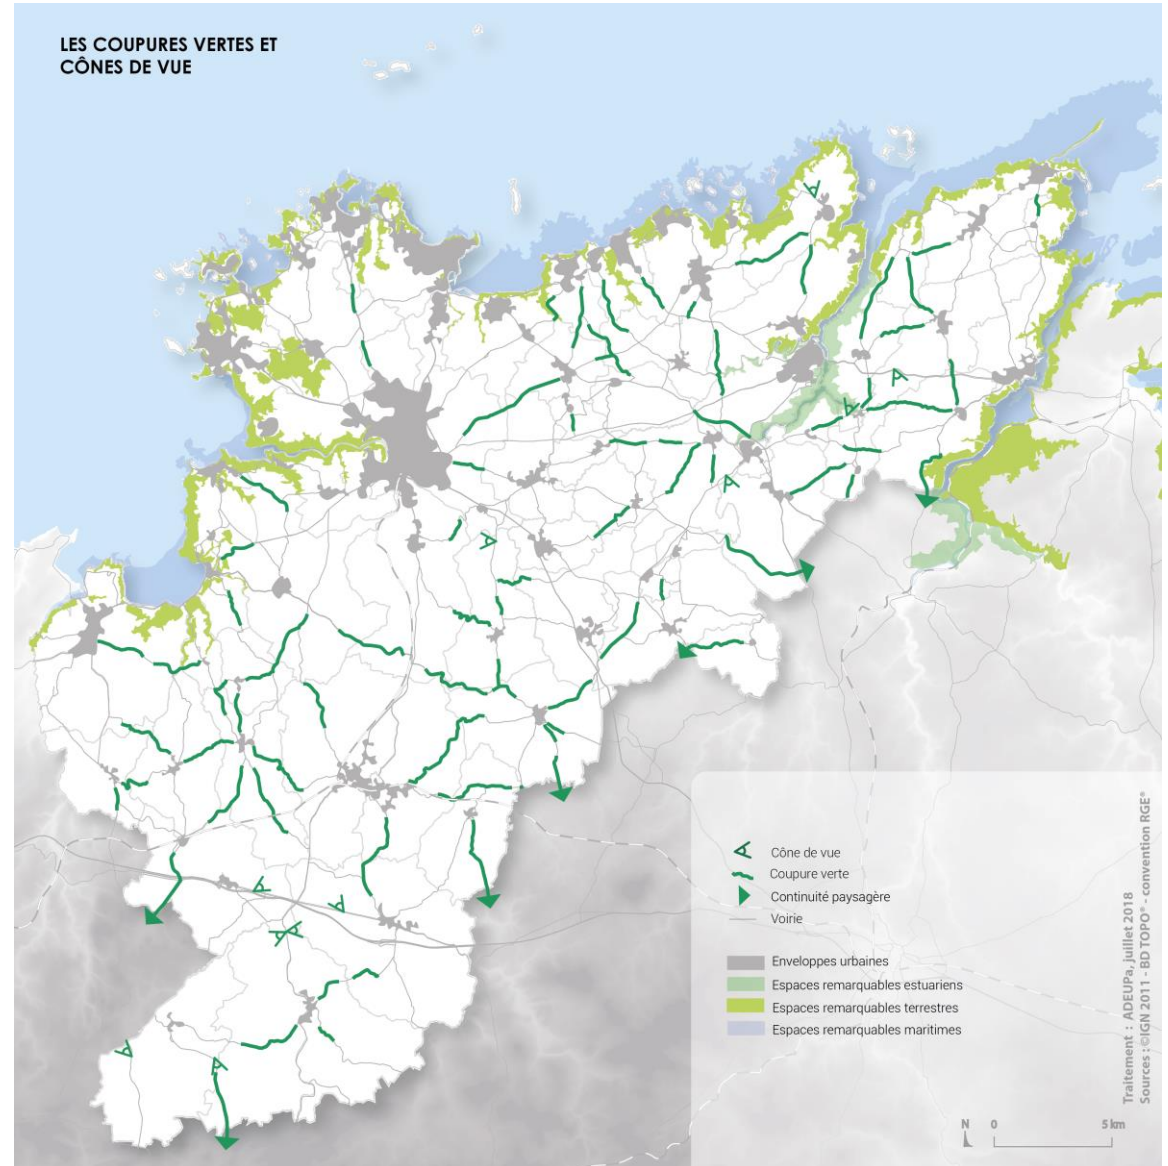 LES COUPURES VERTES ET
CÔNES DE VUE
Cône de vue
Coupure verte
Continuité paysagère
Voirie
Enveloppes urbaines
Espaces remarquables estuariens
Espaces remarquables terrestres
Espaces remarquables maritimes
N 0 5 km
Traitement : ADEUPa, juillet 2018
Sources : ©IGN 2011 - BD TOPO® - convention RGE®